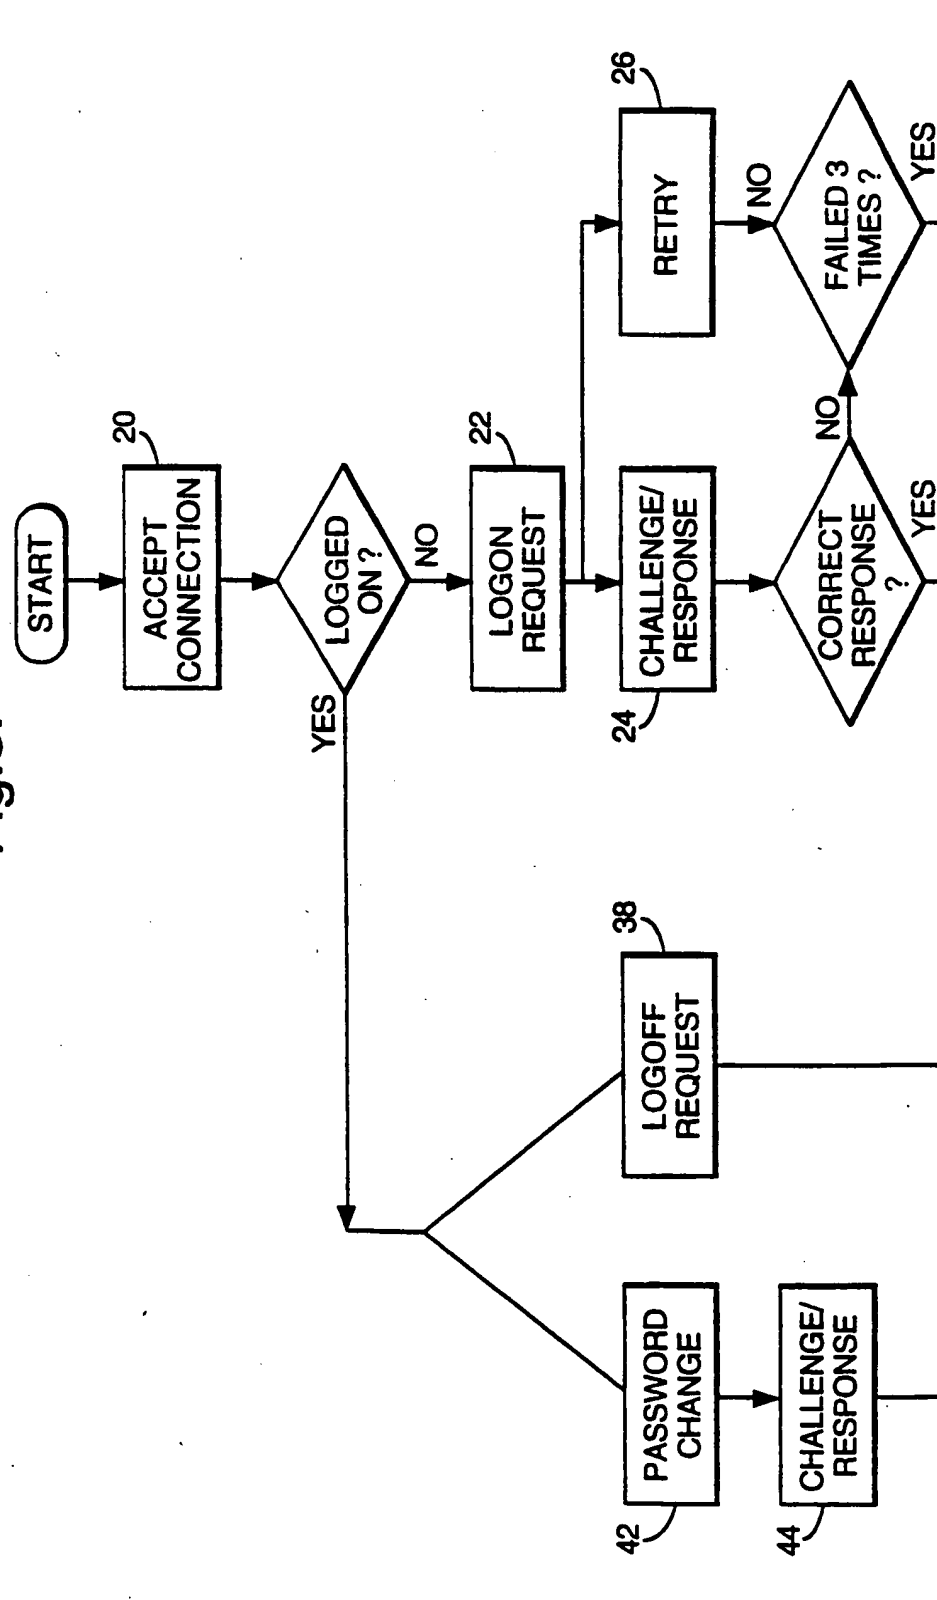 START
20
ACCEPT
CONNECTION
LOGGED
ON ?
YES
NO
22
LOGON
REQUEST
26
RETRY
24
CHALLENGE/
RESPONSE
NO
FAILED 3
TIMES ?
YES
NO
CORRECT
RESPONSE
?
YES
38
LOGOFF
REQUEST
42
PASSWORD
CHANGE
44
CHALLENGE/
RESPONSE